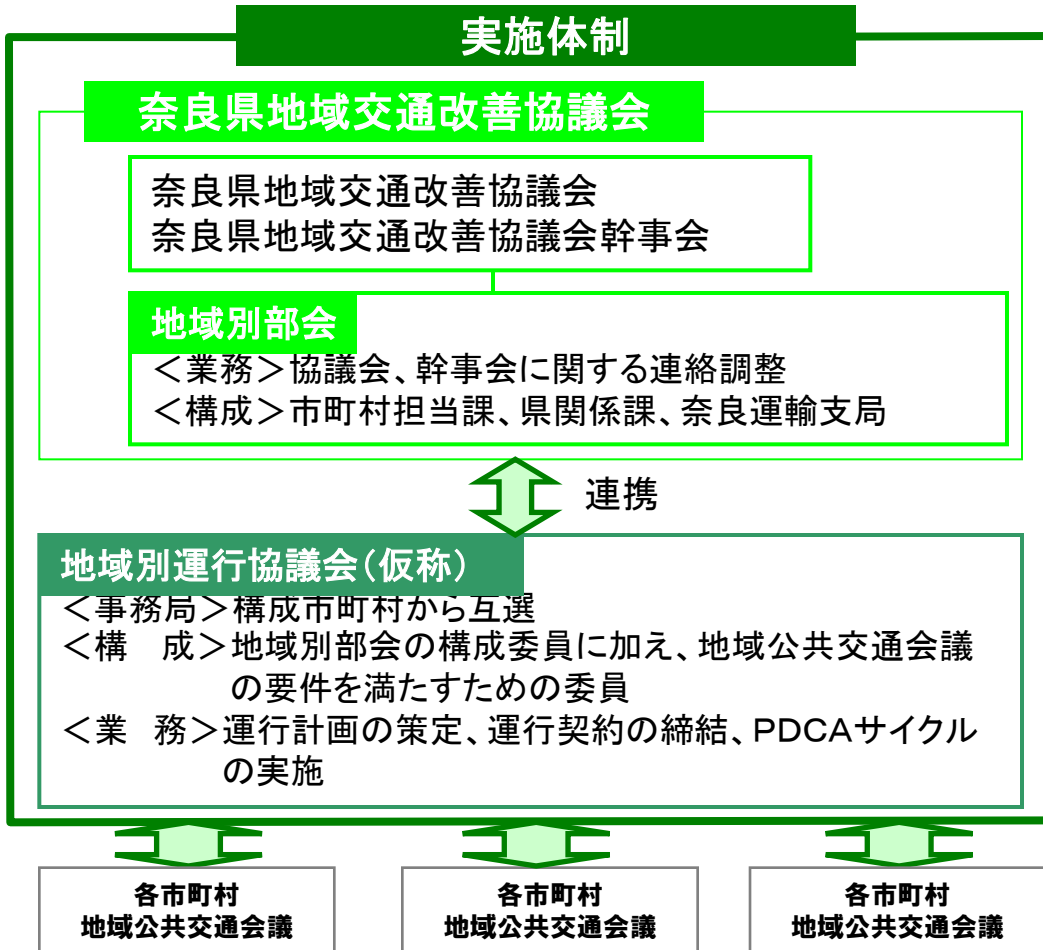 実施体制
奈良県地域交通改善協議会
奈良県地域交通改善協議会
奈良県地域交通改善協議会幹事会
地域別部会
＜業務＞協議会、幹事会に関する連絡調整
＜構成＞市町村担当課、県関係課、奈良運輸支局
連携
地域別運行協議会（仮称）
＜事務局＞構成市町村から互選
＜構　成＞地域別部会の構成委員に加え、地域公共交通会議
の要件を満たすための委員
＜業　務＞運行計画の策定、運行契約の締結、ＰＤＣＡサイクル
の実施
各市町村
地域公共交通会議
各市町村
地域公共交通会議
各市町村
地域公共交通会議